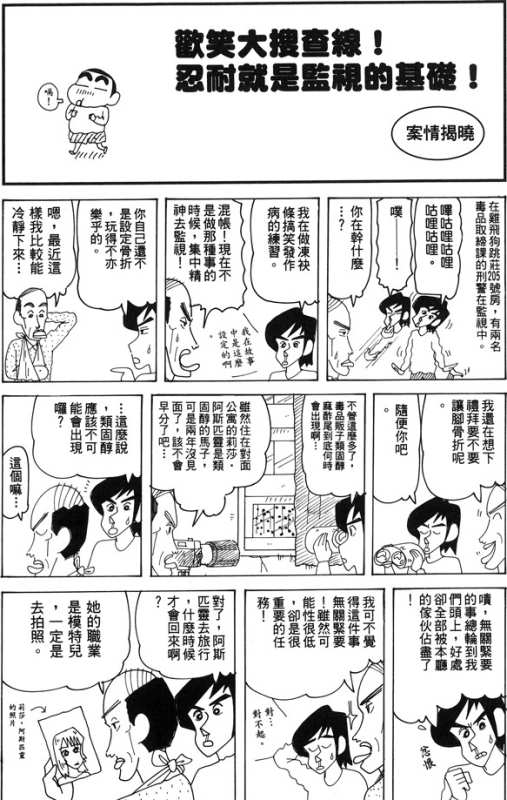 歡笑大搜查線！
忍耐就是監視的基礎！
案情揭曉
嗚！
在雞飛狗跳莊205號房，有兩名
毒品取締課的刑警在監視中。
嗶咕哩咕哩
咕哩咕哩。
噗——！
你在幹什麼
…？
我在做凍袂
條搞笑發作
病的練習。
我在故事
中是這麼
設定的啊
。
混帳！現在不
是做那種事的
時候，集中精
神去監視！
你自己還不
是設定骨折
，玩得不亦
樂乎的。
嗯，最近這
樣我比較能
冷靜下來…
我還在想下
禮拜要不要
讓腳骨折呢
。
隨便你吧
。
不管這麼多了，
毒品販子類固醇
麻酥尾到底何時
會出現啊…
雖然住在對面
公寓的莉莎．
阿斯匹靈是類
固醇的馬子，
可是兩年沒見
面了，該不會
早分了吧…
…這麼說
，類固醇
應該不可
能會出現
囉？
這個嘛…
嘖，無關緊要
的事總輪到我
們頭上，好處
卻全部被本廳
的傢伙佔盡了
！
忿恨
我可不覺
得這件事
無關緊要
！雖然可
能性很低
，卻是很
重要的任
務！
對…
對不起。
對了，阿斯
匹靈去旅行
，什麼時候
才會回來啊
？
她的職業
是模特兒
，一定是
去拍照。
莉莎．阿斯匹靈
的照片